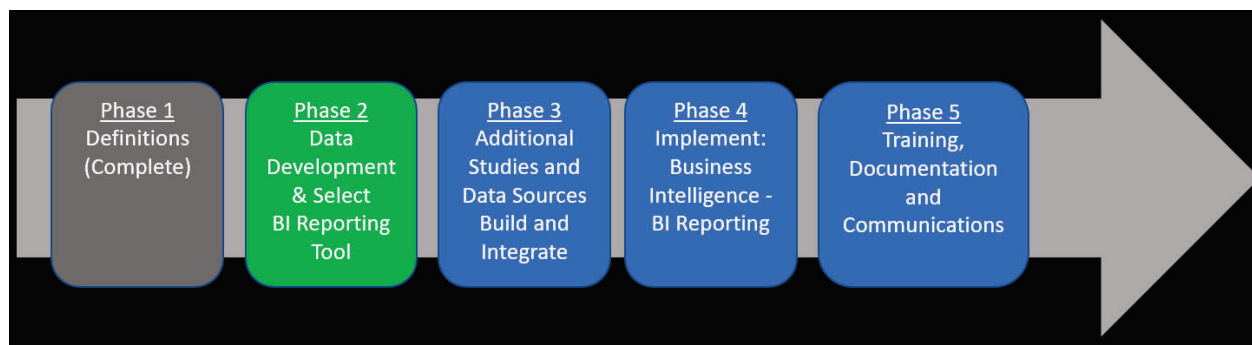 Phase 1
Definitions
(Complete)
Phase 2
Data
Development
& Select
BI Reporting
Tool
Phase 3
Additional
Studies and
Data Sources
Build and
Integrate
Phase 4
Implement:
Business
Intelligence -
BI Reporting
Phase 5
Training,
Documentation
and
Communications